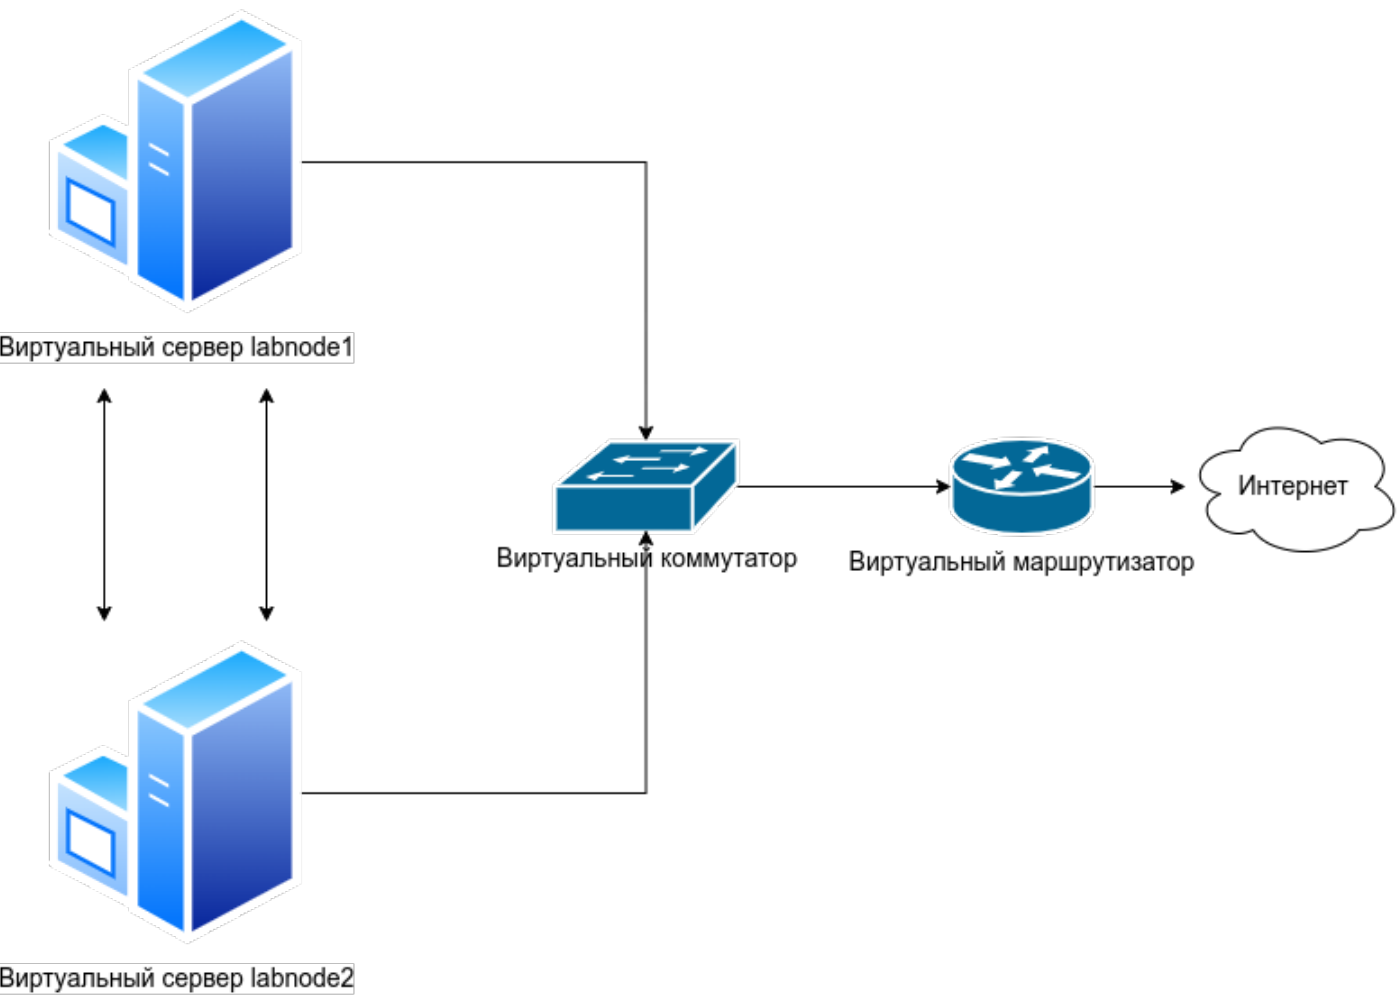 Виртуальный сервер labnode1
Виртуальный коммутатор
Виртуальный маршрутизатор
Интернет
Виртуальный сервер labnode2